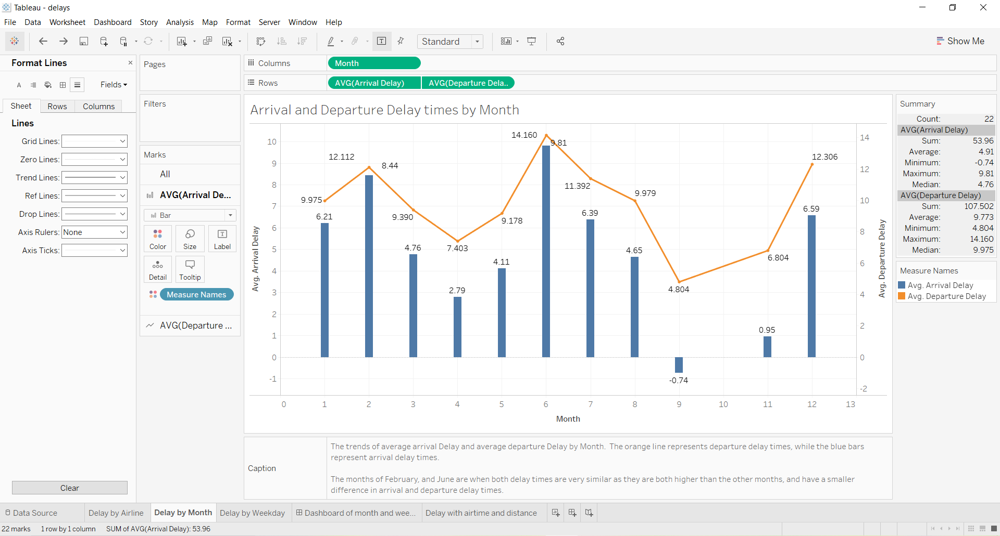 Tableau - delays
File Data Worksheet Dashboard Story Analysis Map Format Server Window Help
Standard
Show Me
Format Lines
Fields
Sheet Rows Columns
Lines
Grid Lines:
Zero Lines:
Trend Lines:
Ref Lines:
Drop Lines:
Axis Rulers: None
Axis Ticks:
Clear
Pages
Filters
Marks
All
AVG(Arrival De...
Bar
Color Size Label
Detail Tooltip
Measure Names
AVG(Departure ...
Columns Month
Rows AVG(Arrival Delay) AVG(Departure Dela..
Arrival and Departure Delay times by Month
Avg. Arrival Delay
10
9
8
7
6
5
4
3
2
1
0
-1
9.975
12.112
9.390
7.403
9.178
14.160
11.392
9.979
4.804
6.804
12.306
6.21
8.44
4.76
2.79
4.11
9.81
6.39
4.65
-0.74
0.95
6.59
14
12
10
8
6
4
2
0
-2
Avg. Departure Delay
0 1 2 3 4 5 6 7 8 9 10 11 12 13
Month
Caption
The trends of average arrival Delay and average departure Delay by Month. The orange line represents departure delay times, while the blue bars
represent arrival delay times.
The months of February, and June are when both delay times are very similar as they are both higher than the other months, and have a smaller
difference in arrival and departure delay times.
Summary
Count: 22
AVG(Arrival Delay)
Sum: 53.96
Average: 4.91
Minimum: -0.74
Maximum: 9.81
Median: 4.76
AVG(Departure Delay)
Sum: 107.502
Average: 9.773
Minimum: 4.804
Maximum: 14.160
Median: 9.975
Measure Names
Avg. Arrival Delay
Avg. Departure Delay
Data Source Delay by Airline Delay by Month Delay by Weekday Dashboard of month and wee... Delay with airtime and distance
22 marks 1 row by 1 column SUM of AVG(Arrival Delay): 53.96